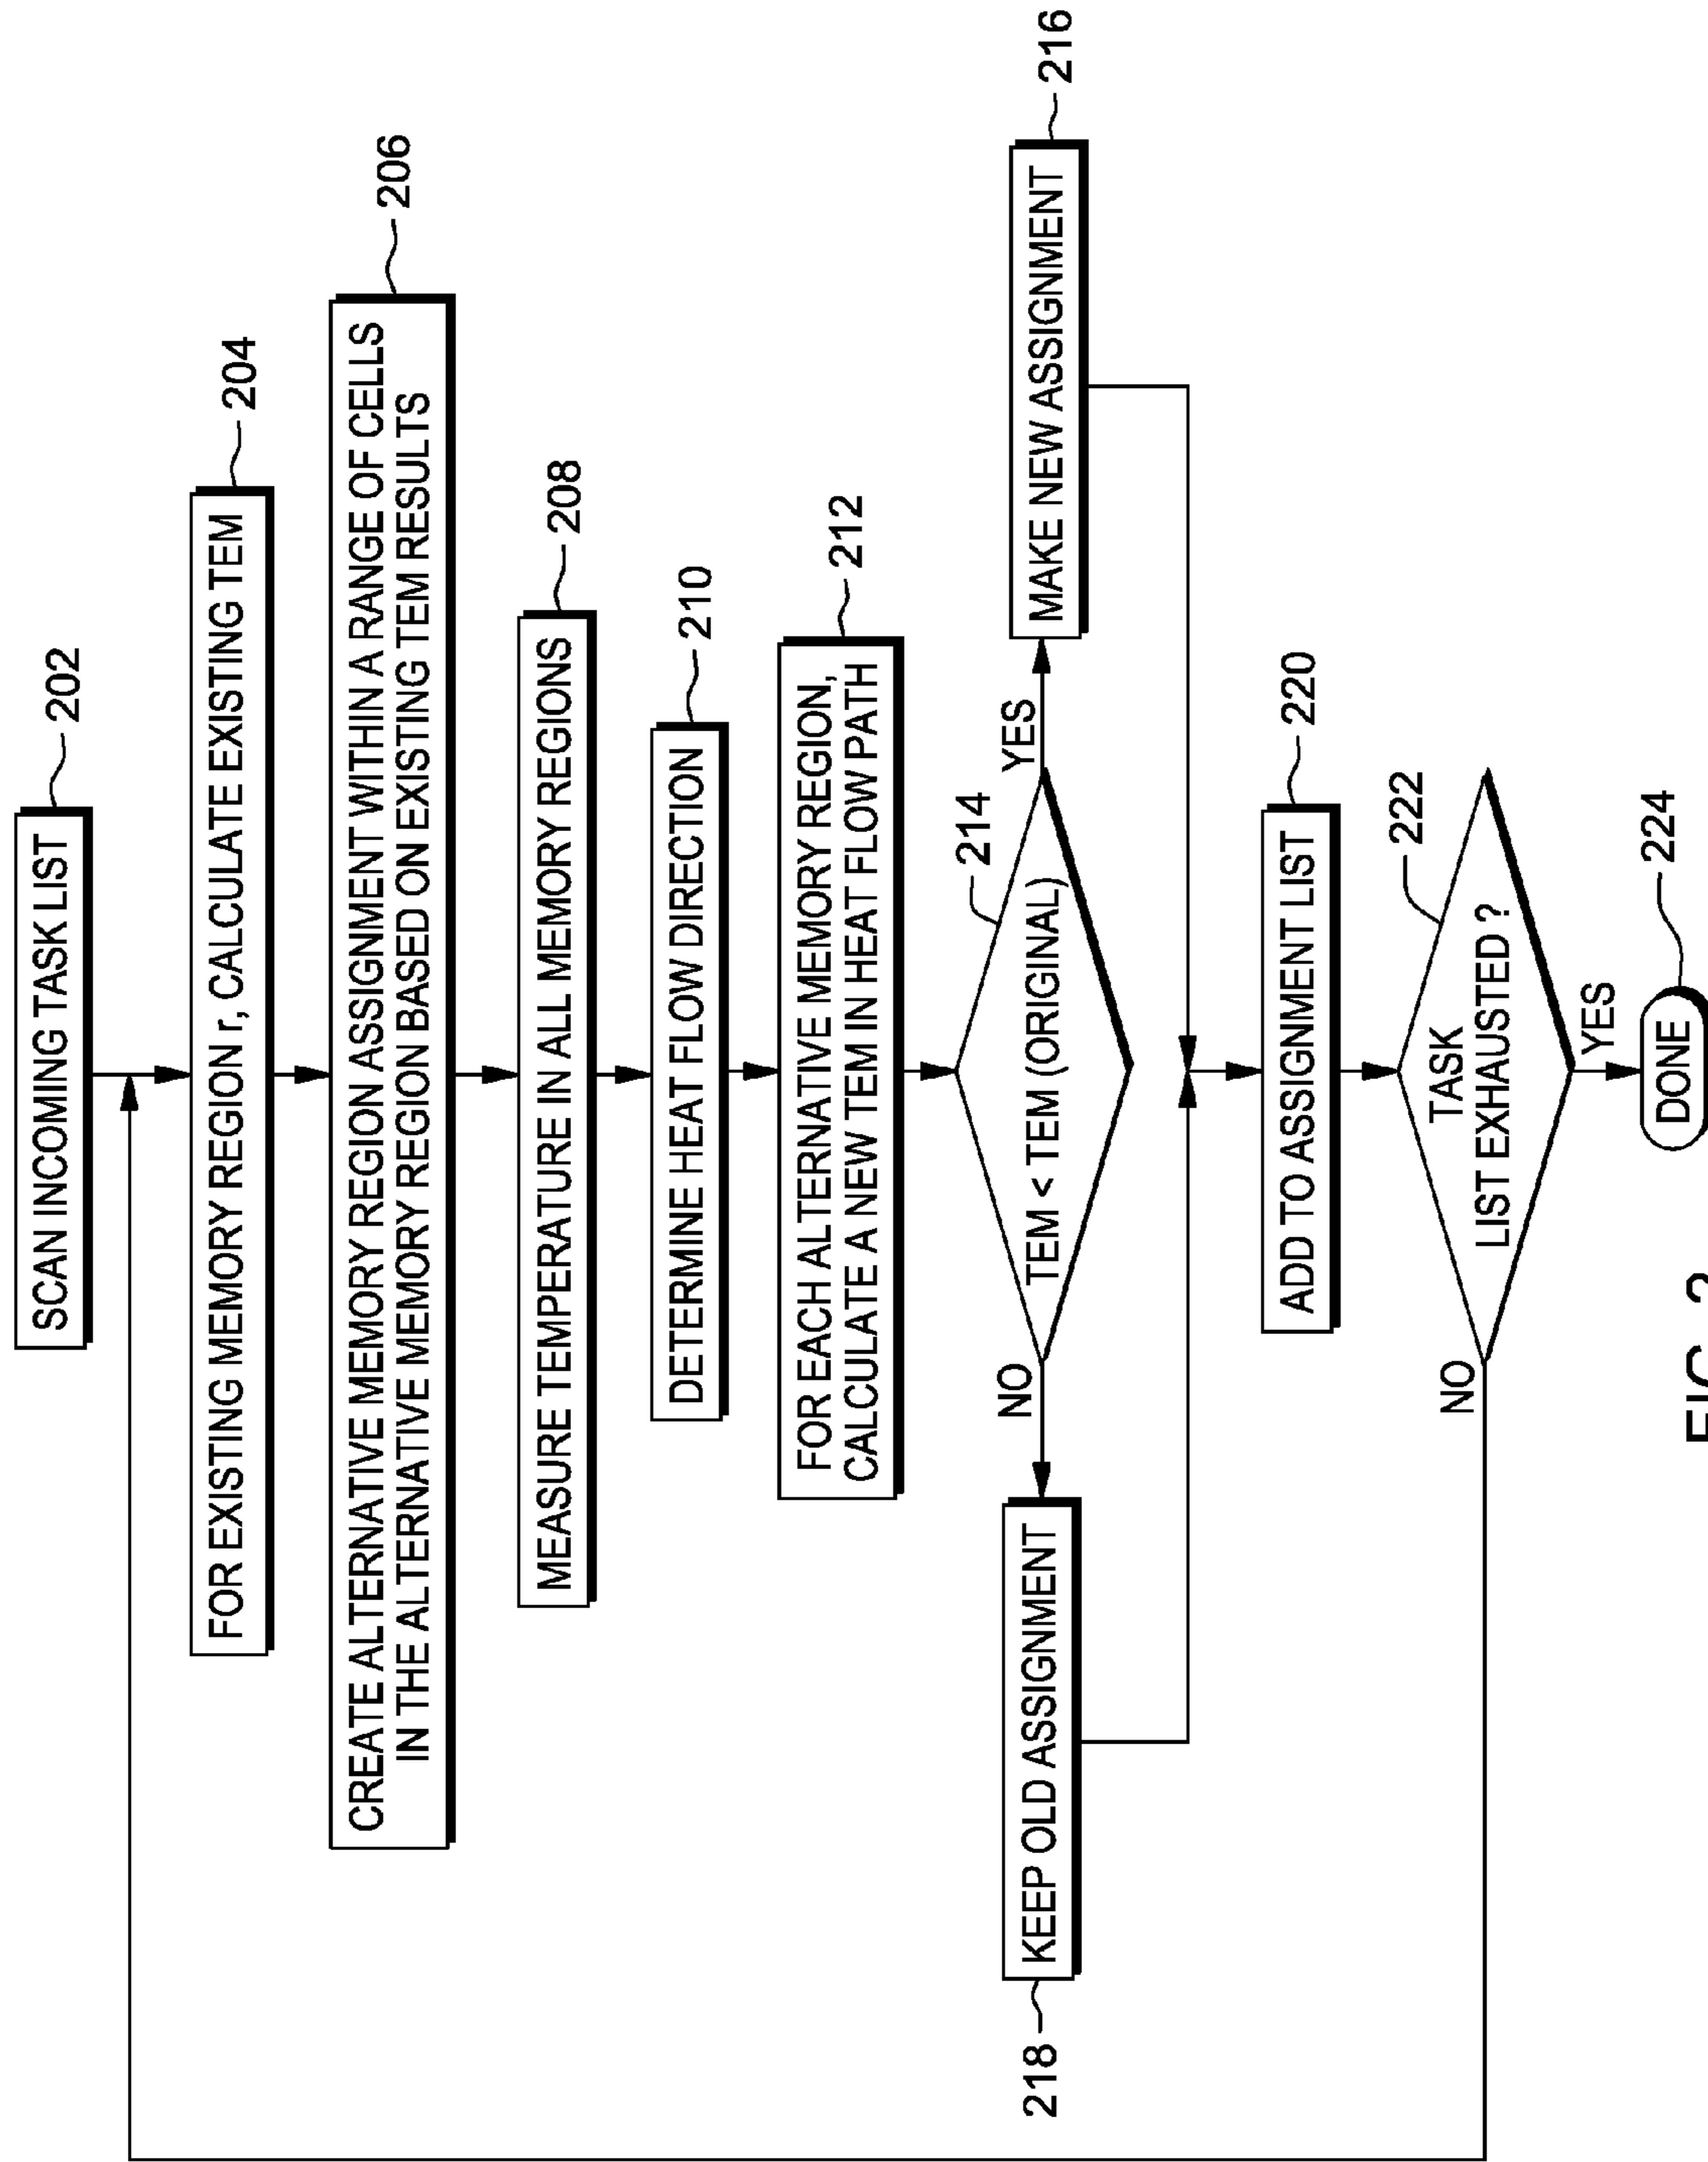 SCAN INCOMING TASK LIST
202
FOR EXISTING MEMORY REGION r, CALCULATE EXISTING TEM
204
CREATE ALTERNATIVE MEMORY REGION ASSIGNMENT WITHIN A RANGE OF CELLS
IN THE ALTERNATIVE MEMORY REGION BASED ON EXISTING TEM RESULTS
206
MEASURE TEMPERATURE IN ALL MEMORY REGIONS
208
DETERMINE HEAT FLOW DIRECTION
210
FOR EACH ALTERNATIVE MEMORY REGION,
CALCULATE A NEW TEM IN HEAT FLOW PATH
212
214
TEM < TEM (ORIGINAL)
NO
YES
218
KEEP OLD ASSIGNMENT
MAKE NEW ASSIGNMENT
216
ADD TO ASSIGNMENT LIST
220
222
TASK
LIST EXHAUSTED ?
NO
YES
DONE
224